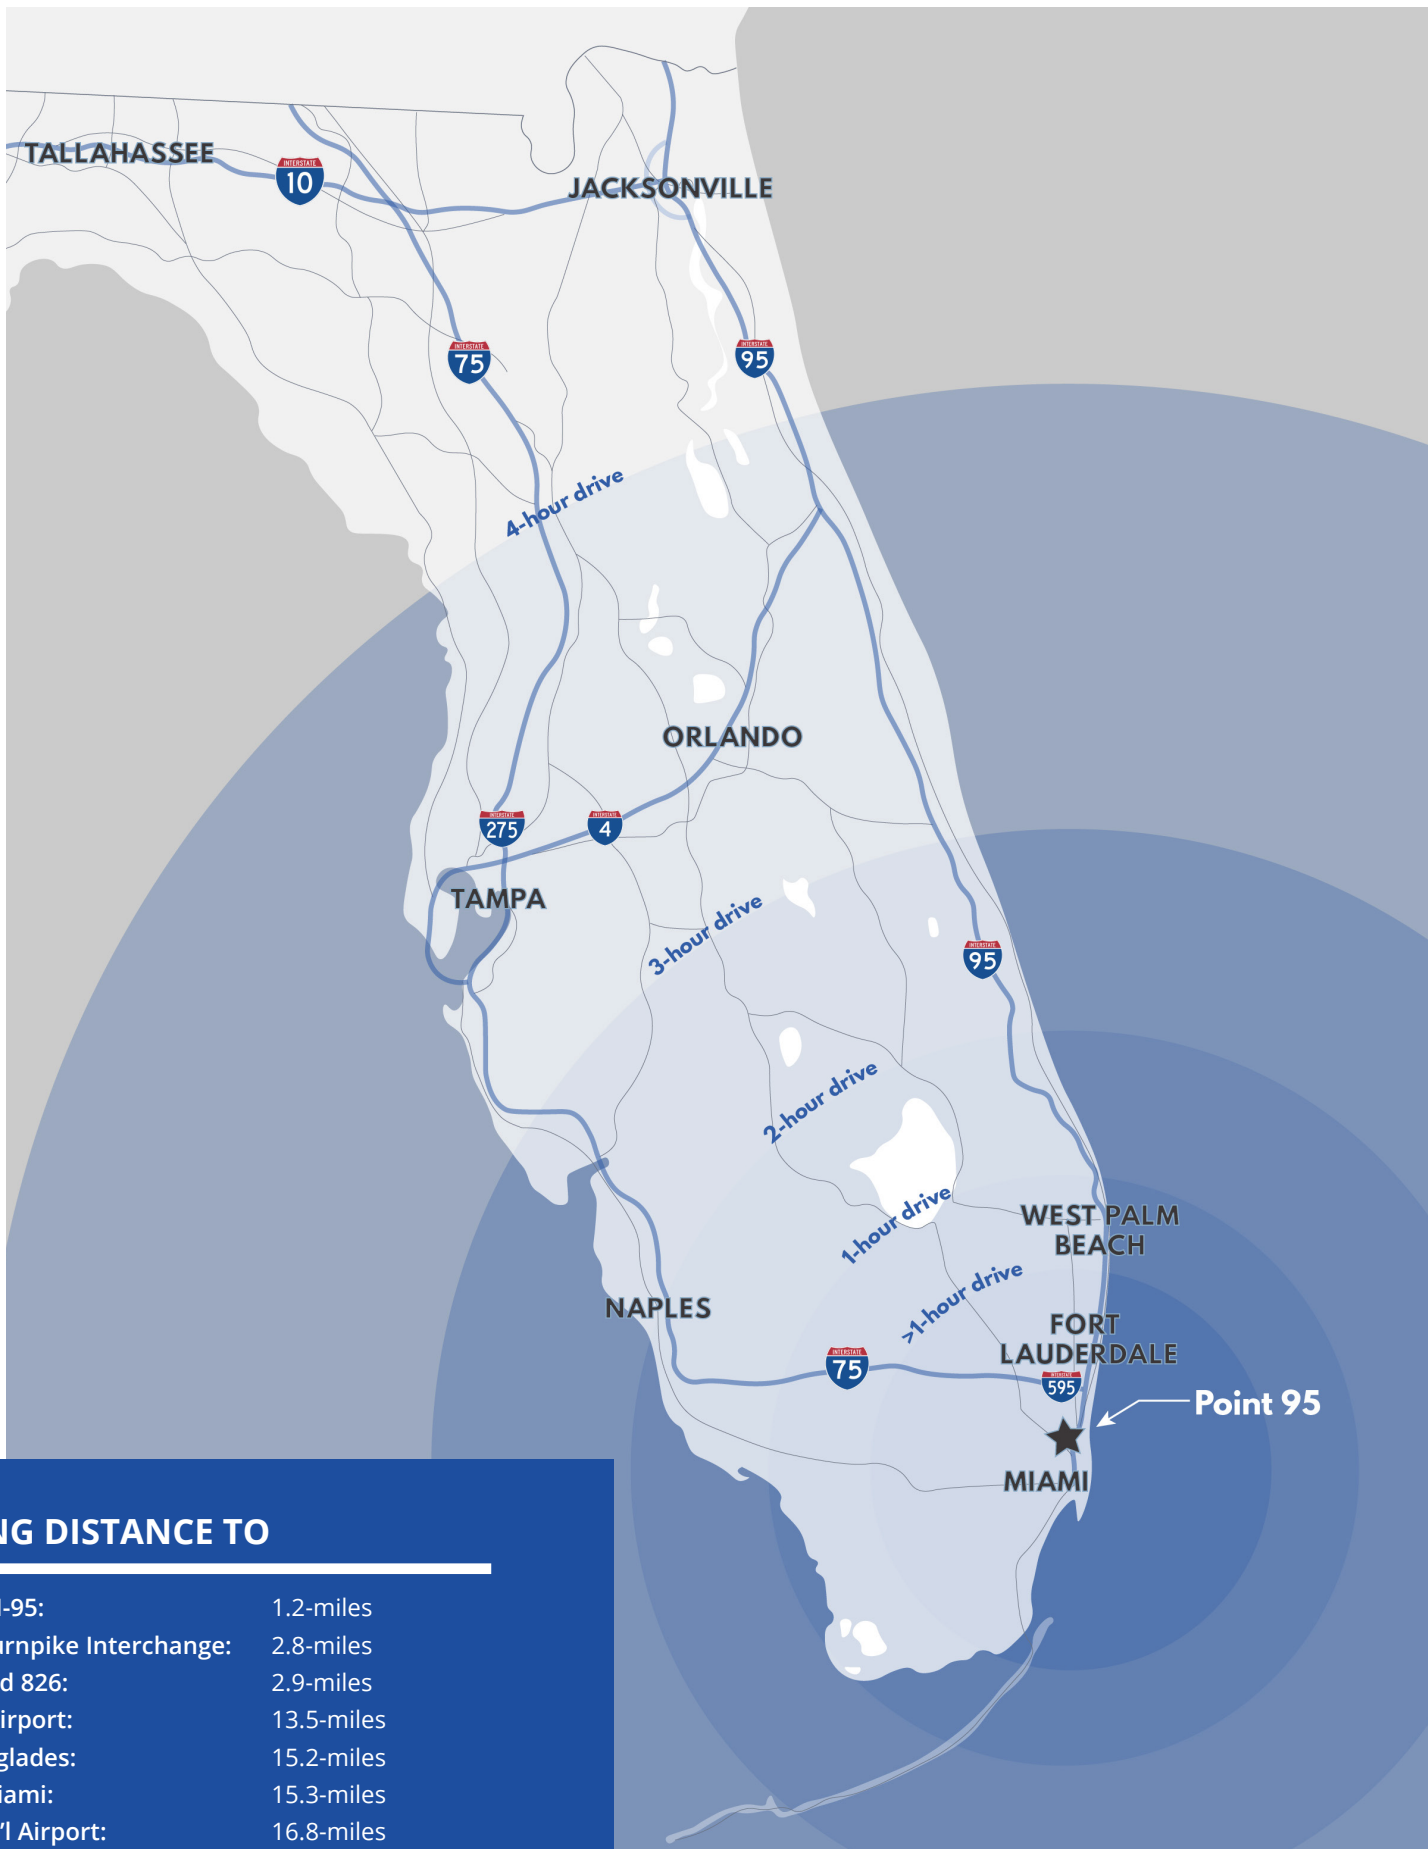 TALLAHASSEE
INTERSTATE
10
JACKSONVILLE
INTERSTATE
75
INTERSTATE
95
4-hour drive
ORLANDO
INTERSTATE
275
INTERSTATE
4
TAMPA
3-hour drive
INTERSTATE
95
2-hour drive
1-hour drive
WEST PALM
BEACH
>1-hour drive
NAPLES
FORT
LAUDERDALE
INTERSTATE
75
INTERSTATE
595
Point 95
MIAMI
NG DISTANCE TO
I-95: 1.2-miles
urnpike Interchange: 2.8-miles
d 826: 2.9-miles
irport: 13.5-miles
glades: 15.2-miles
iami: 15.3-miles
'l Airport: 16.8-miles